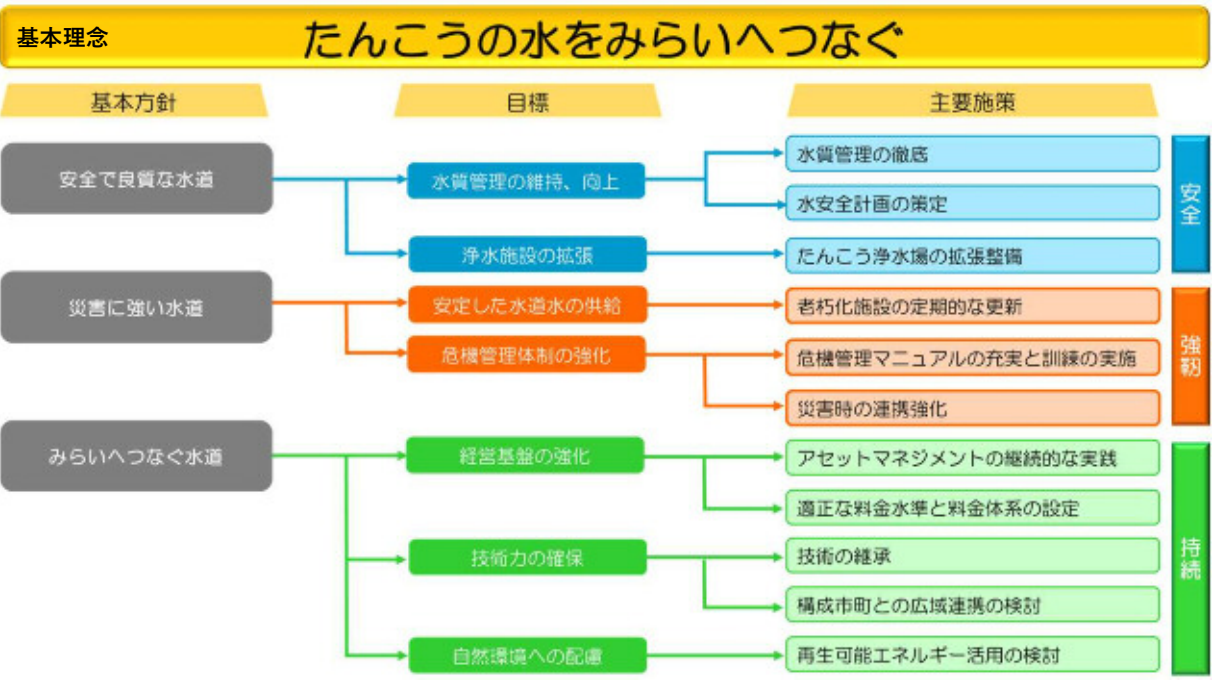 基本理念
たんこうの水をみらいへつなぐ
基本方針
目標
主要施策
安全で良質な水道
水質管理の維持、向上
水質管理の徹底
水安全計画の策定
浄水施設の拡張
たんこう浄水場の拡張整備
安全
災害に強い水道
安定した水道水の供給
老朽化施設の定期的な更新
危機管理体制の強化
危機管理マニュアルの充実と訓練の実施
災害時の連携強化
強靭
みらいへつなぐ水道
経営基盤の強化
アセットマネジメントの継続的な実践
適正な料金水準と料金体系の設定
技術力の確保
技術の継承
構成市町との広域連携の検討
自然環境への配慮
再生可能エネルギー活用の検討
持続